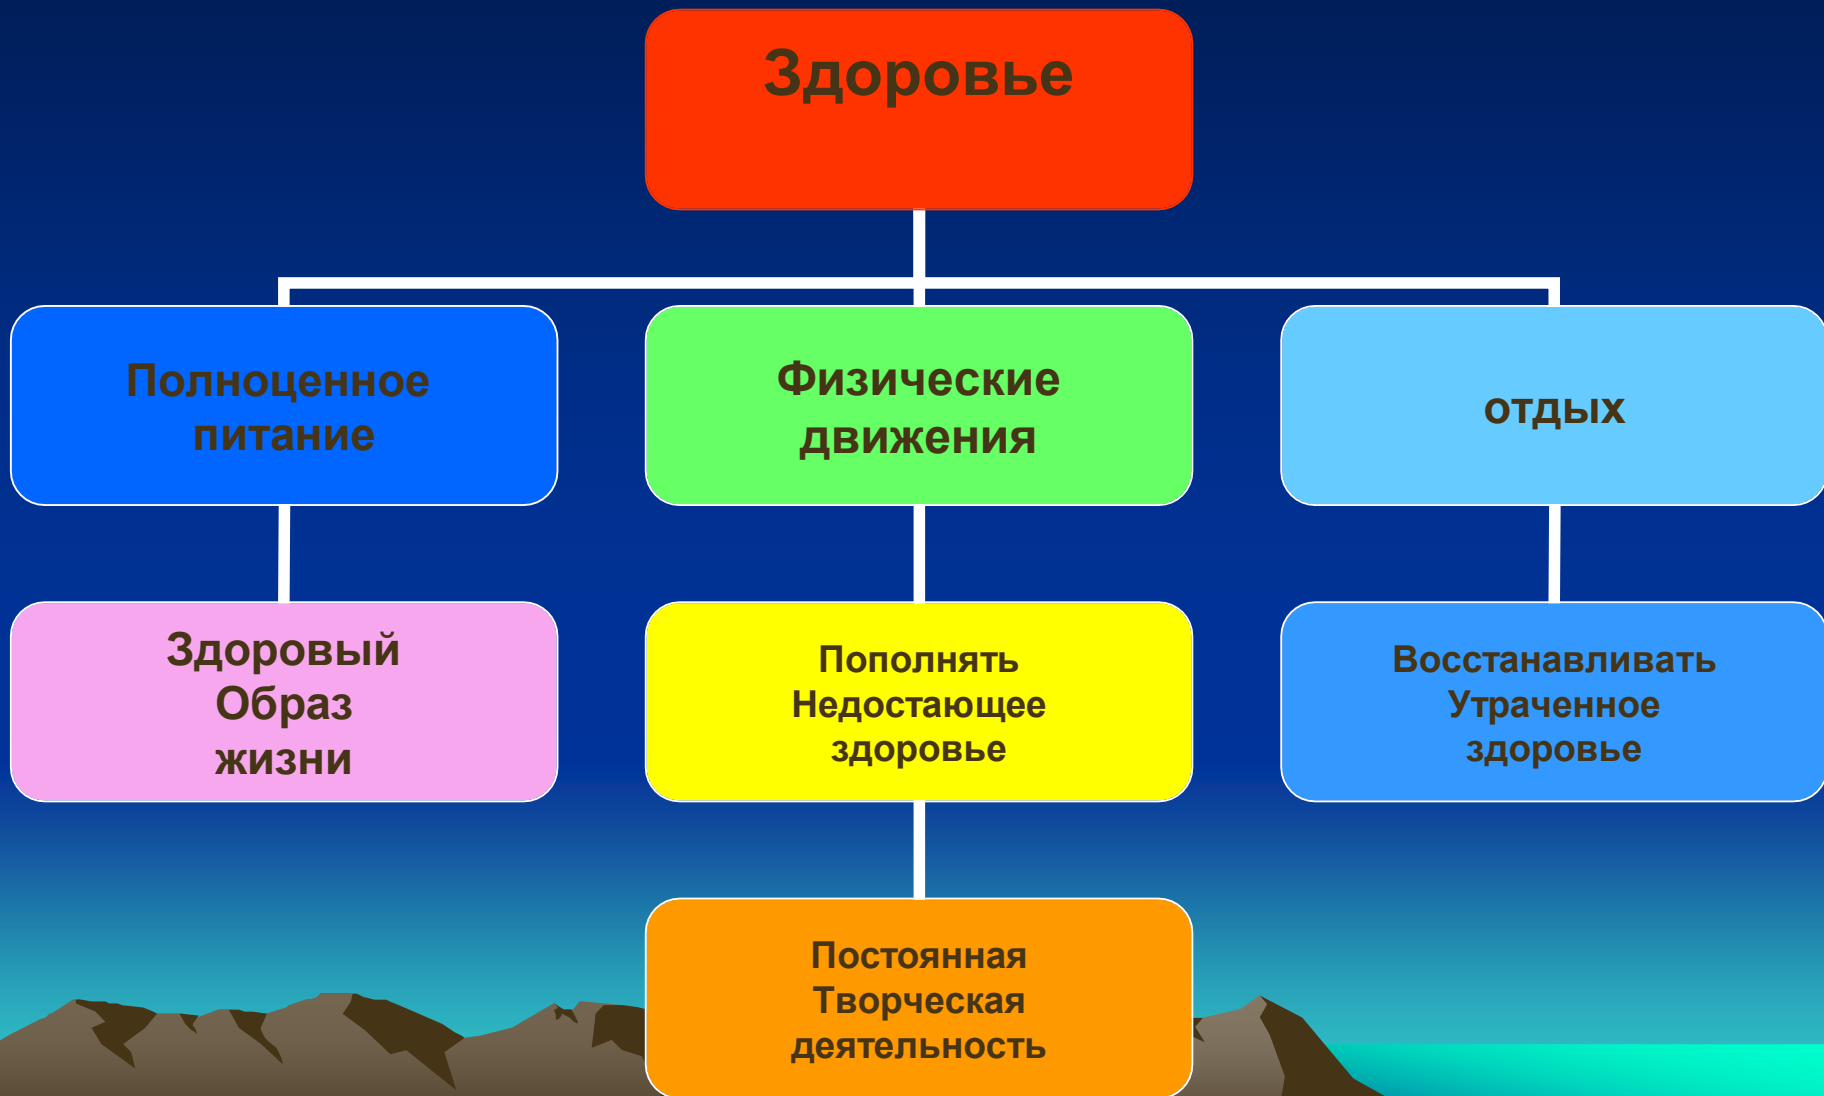 Здоровье
Полноценное
питание
Физические
движения
отдых
Здоровый
Образ
жизни
Пополнять
Недостающее
здоровье
Восстанавливать
Утраченное
здоровье
Постоянная
Творческая
деятельность